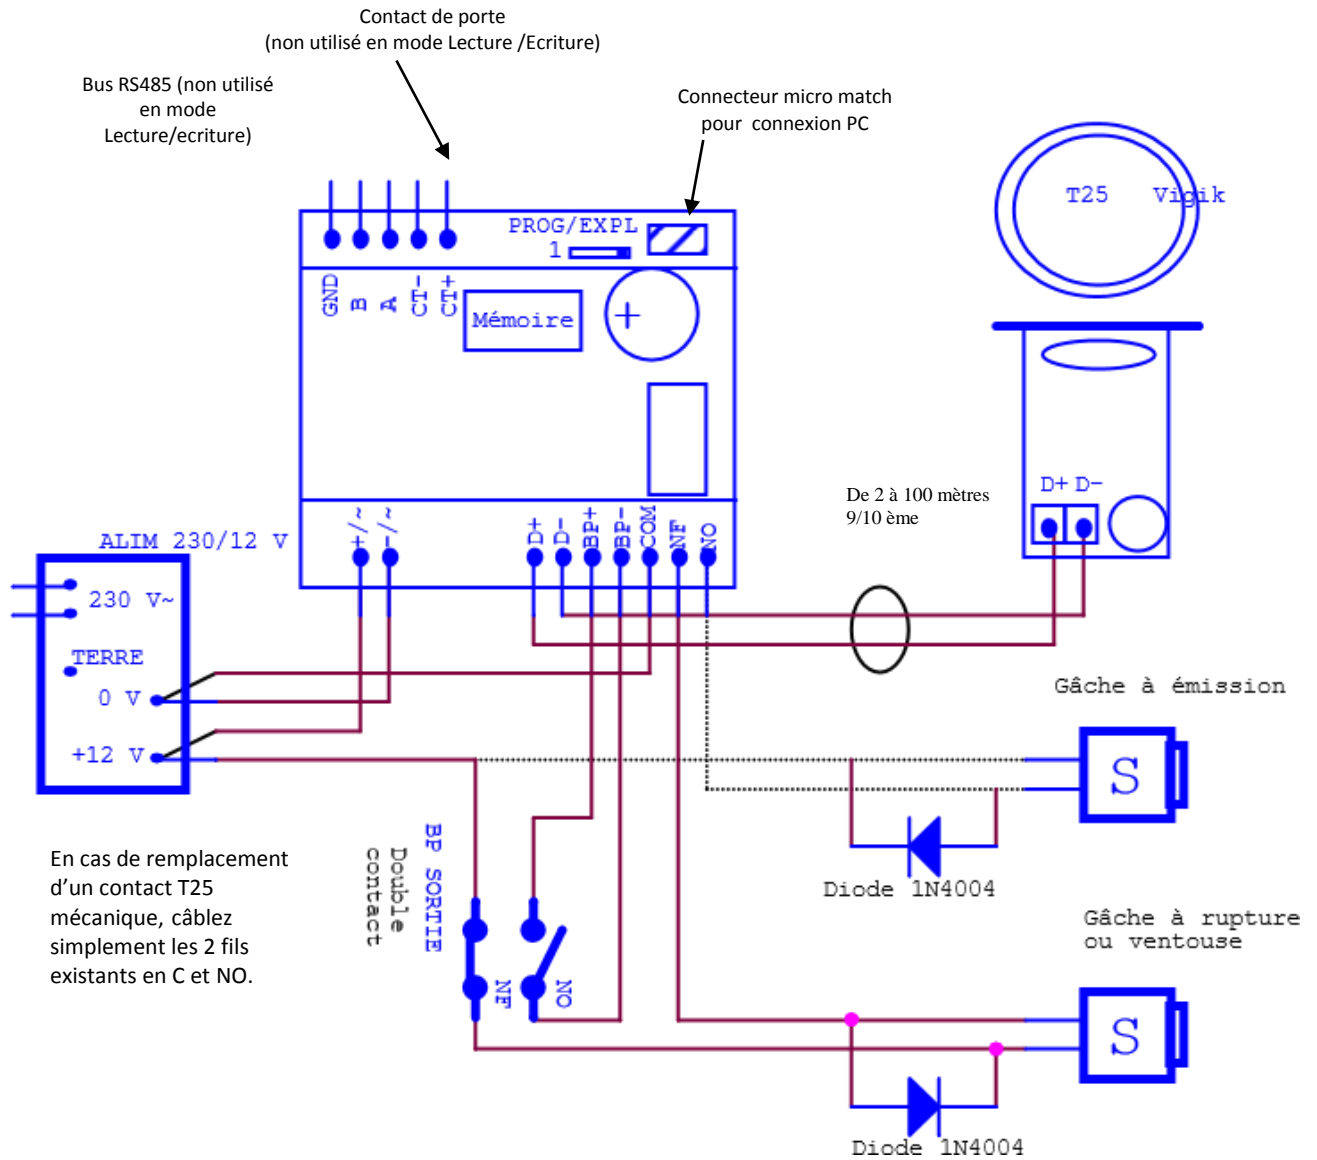 Contact de porte
(non utilisé en mode Lecture /Ecriture)
Bus RS485 (non utilisé
en mode
Lecture/ecriture)
Connecteur micro match
pour connexion PC
T25 Vigik
PROG/EXPL
1
GND
B
A
CT-
CT+
Mémoire
+
De 2 à 100 mètres
9/10 ème
D+ D-
ALIM 230/12 V
+/~
-/~
D+
D-
BP+
BP-
COM
NF
NO
230 V~
TERRE
0 V
+12 V
Gâche à émission
S
Diode 1N4004
BP SORTIE
Double
contact
NF
NO
En cas de remplacement
d'un contact T25
mécanique, câblez
simplement les 2 fils
existants en C et NO.
Gâche à rupture
ou ventouse
S
Diode 1N4004